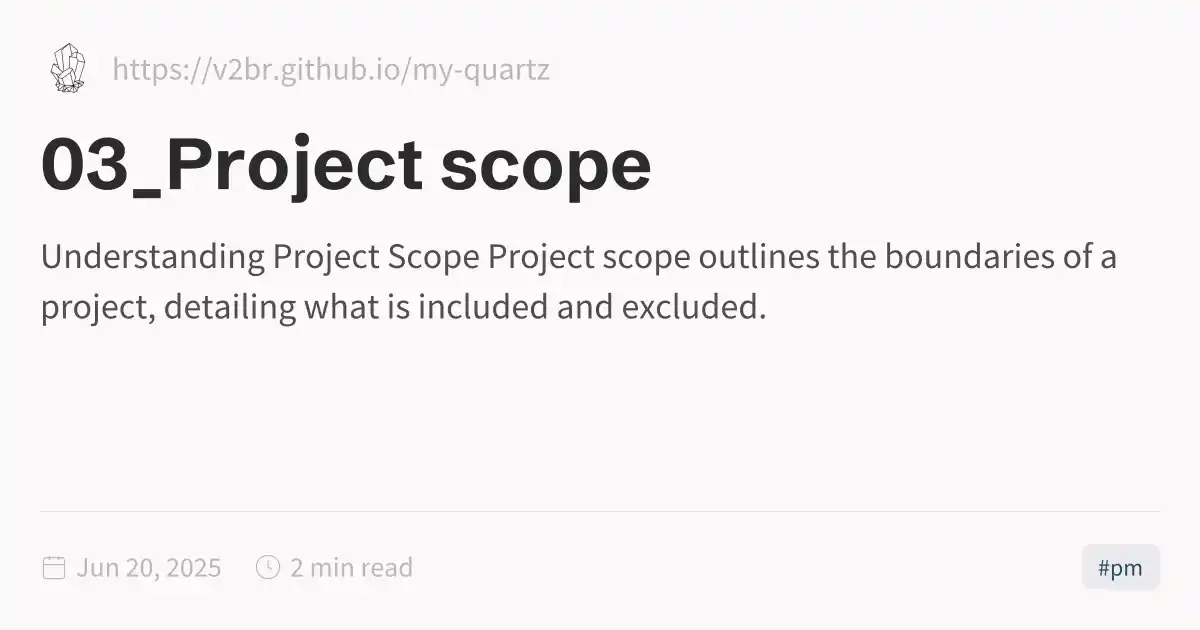 https://v2br.github.io/my-quartz
03_Project scope
Understanding Project Scope Project scope outlines the boundaries of a
project, detailing what is included and excluded.
Jun 20, 2025 2 min read
#pm